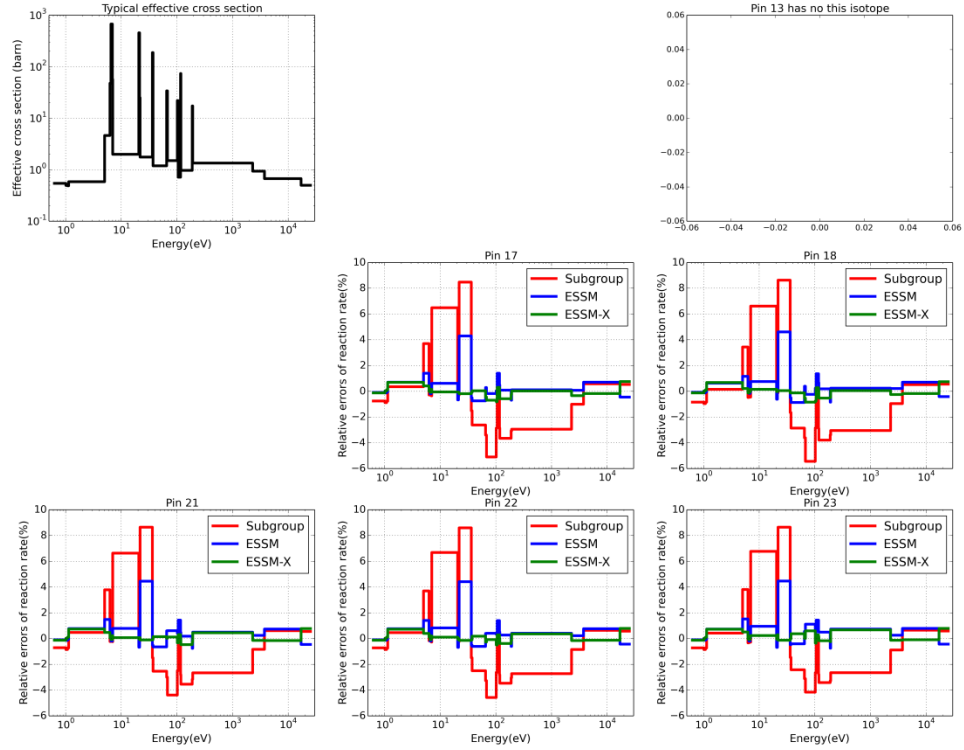 Typical effective cross section
Effective cross section (barn)
10^3
10^2
10^1
10^0
10^-1
10^0 10^1 10^2 10^3 10^4
Energy(eV)
Pin 13 has no this isotope
0.06
0.04
0.02
0.00
−0.02
−0.04
−0.06
−0.06 −0.04 −0.02 0.00 0.02 0.04 0.06
Pin 17
Relative errors of reaction rate(%)
10
8
6
4
2
0
−2
−4
−6
Subgroup
ESSM
ESSM-X
10^0 10^1 10^2 10^3 10^4
Energy(eV)
Pin 18
Relative errors of reaction rate(%)
10
8
6
4
2
0
−2
−4
−6
Subgroup
ESSM
ESSM-X
10^0 10^1 10^2 10^3 10^4
Energy(eV)
Pin 21
Relative errors of reaction rate(%)
10
8
6
4
2
0
−2
−4
−6
Subgroup
ESSM
ESSM-X
10^0 10^1 10^2 10^3 10^4
Energy(eV)
Pin 22
Relative errors of reaction rate(%)
10
8
6
4
2
0
−2
−4
−6
Subgroup
ESSM
ESSM-X
10^0 10^1 10^2 10^3 10^4
Energy(eV)
Pin 23
Relative errors of reaction rate(%)
10
8
6
4
2
0
−2
−4
−6
Subgroup
ESSM
ESSM-X
10^0 10^1 10^2 10^3 10^4
Energy(eV)